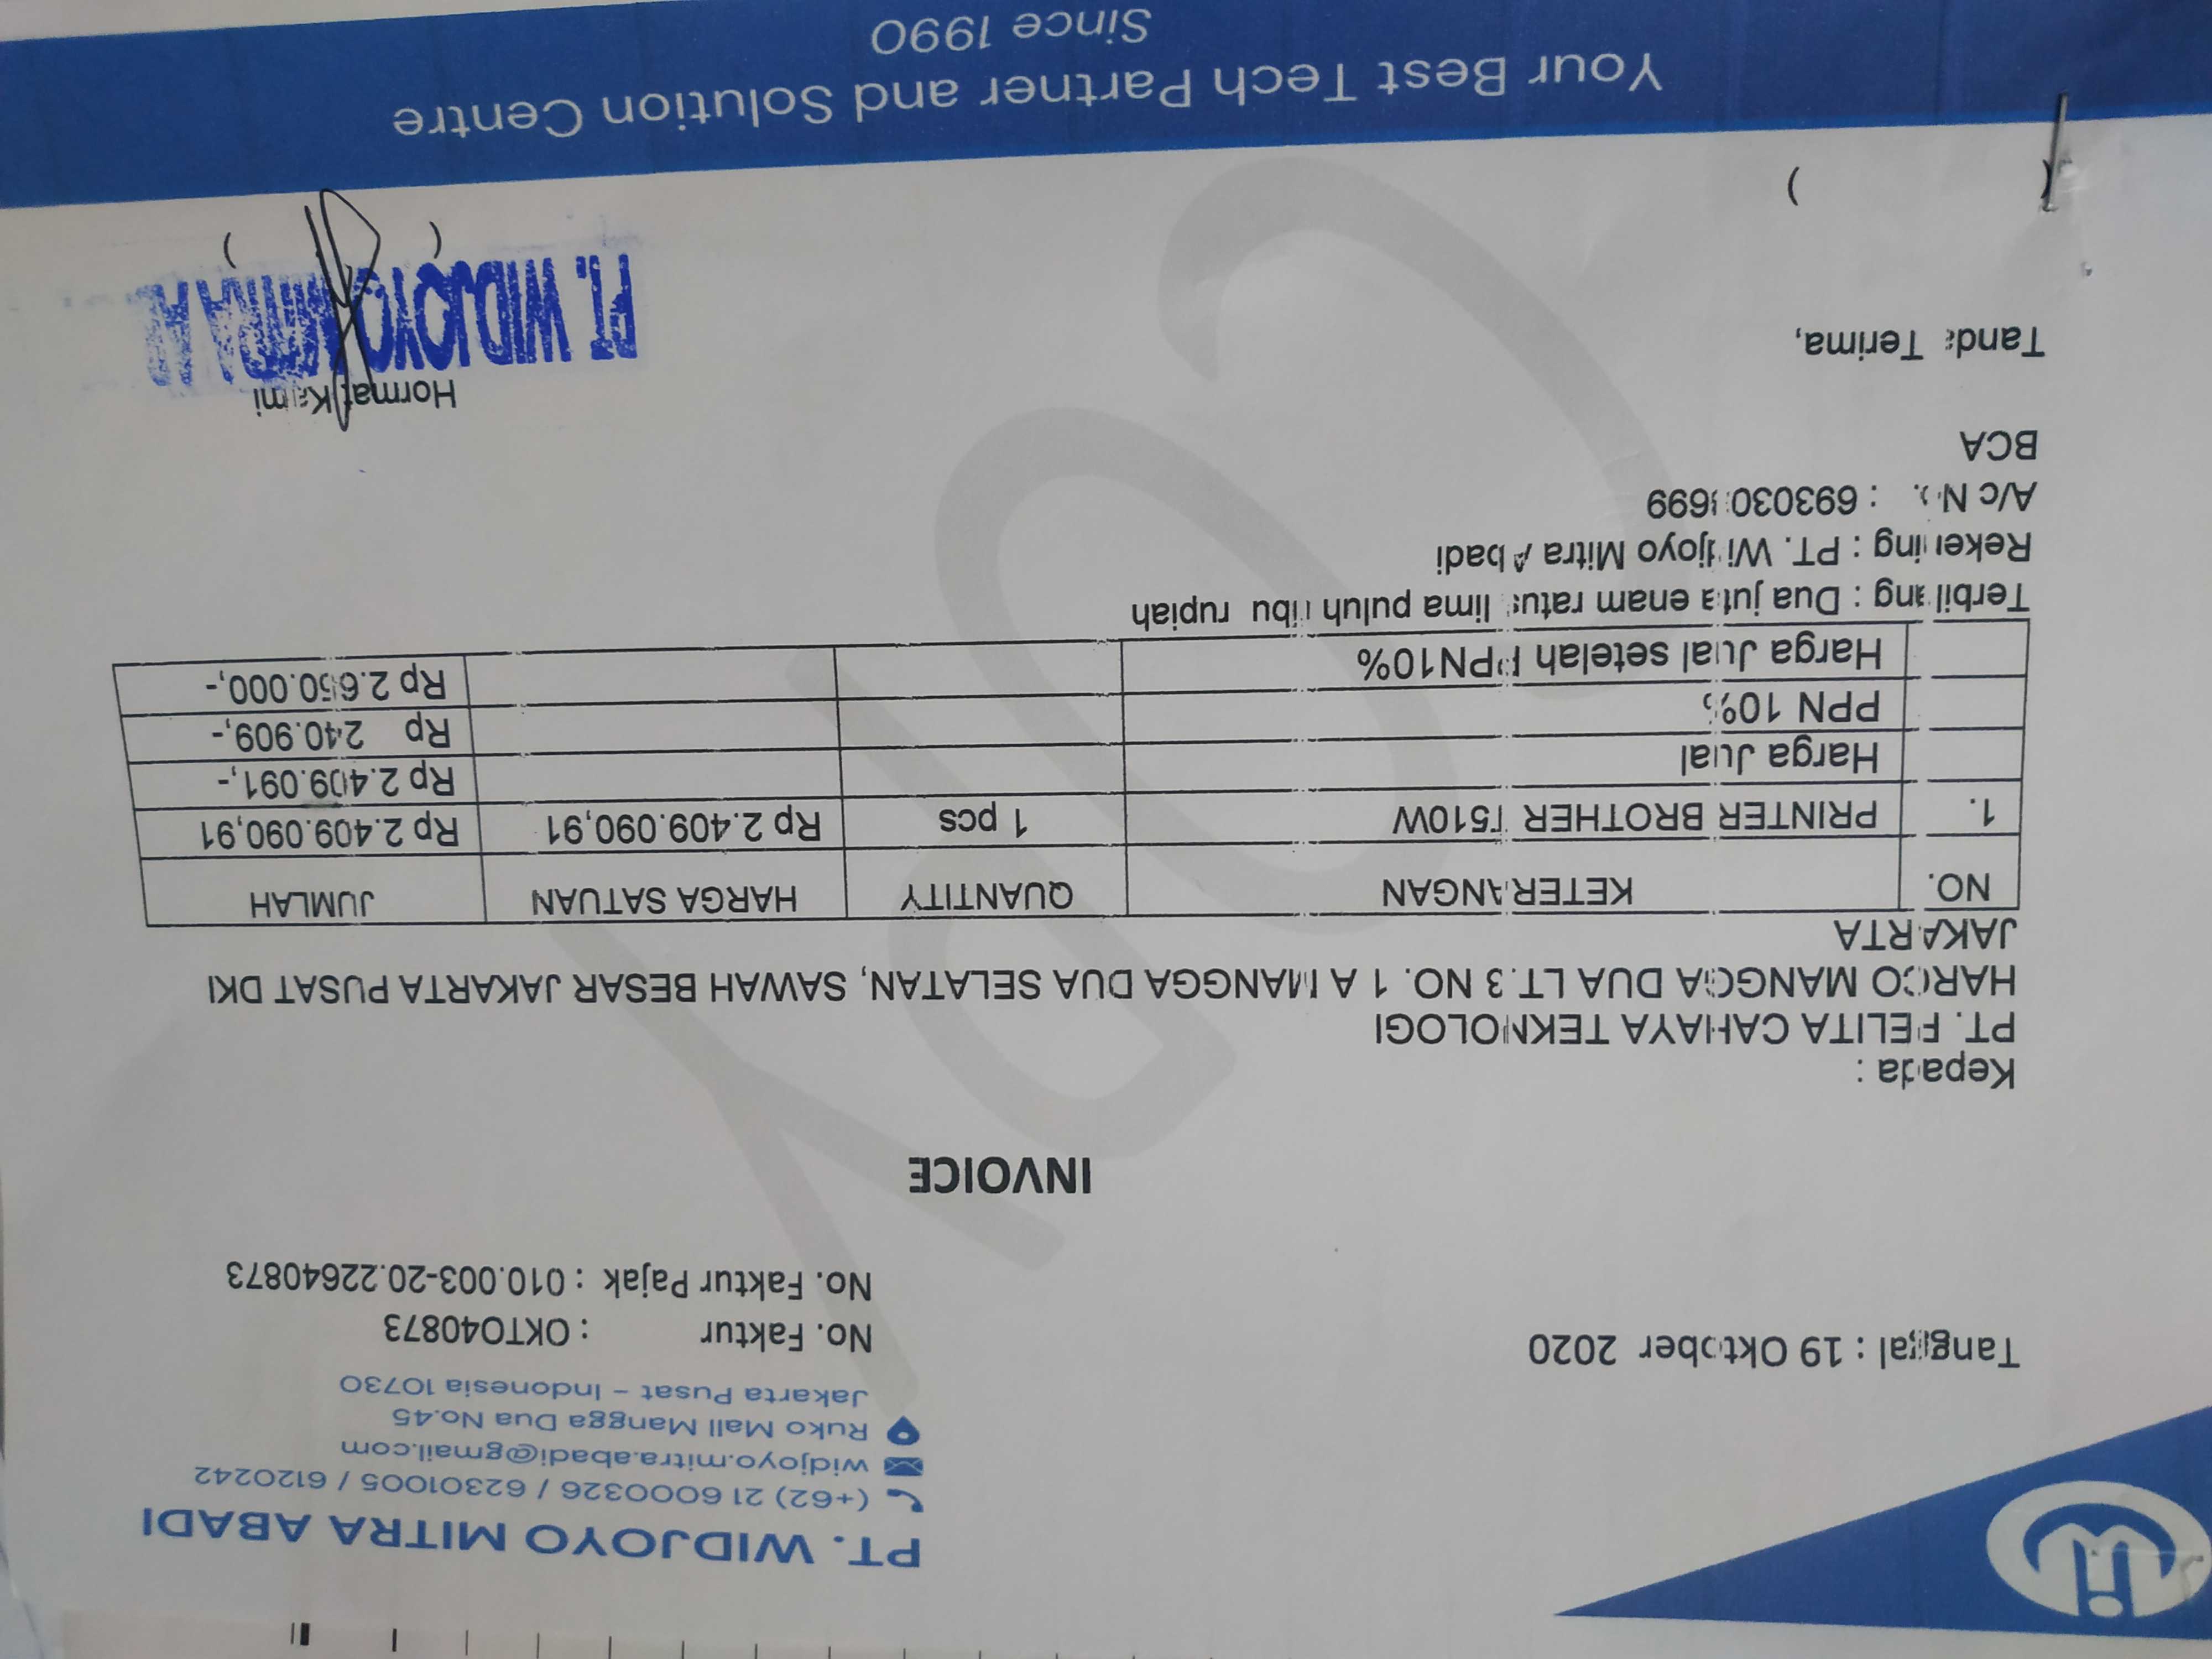 PT. WIDJOYO MITRA ABADI
(+62) 21 6000326 / 62301005 / 6120242
widjoyo.mitra.abadi@gmail.com
Ruko Mall Mangga Dua No.45
Jakarta Pusat – Indonesia 10730
Tanggal : 19 Oktober 2020
No. Faktur : OKTO40873
No. Faktur Pajak : 010.003-20.22640873
INVOICE
Kepada :
PT. PELITA CAHAYA TEKNOLOGI
HARCO MANGGA DUA LT.3 NO. 1 A MANGGA DUA SELATAN, SAWAH BESAR JAKARTA PUSAT DKI
JAKARTA
NO. KETERANGAN QUANTITY HARGA SATUAN JUMLAH
1. PRINTER BROTHER T510W 1 pcs Rp 2.409.090,91 Rp 2.409.090,91
Harga Jual Rp 2.409.091,-
PPN 10% Rp 240.909,-
Harga Jual setelah PPN10% Rp 2.650.000,-
Terbilang : Dua juta enam ratus lima puluh ribu rupiah
Rekening : PT. Widjoyo Mitra Abadi
A/c No. :
BCA
Tanda Terima,
Hormat Kami
PT. WIDJOYO MITRA
( )
( )
COPY
Your Best Tech Partner and Solution Centre
Since 1990